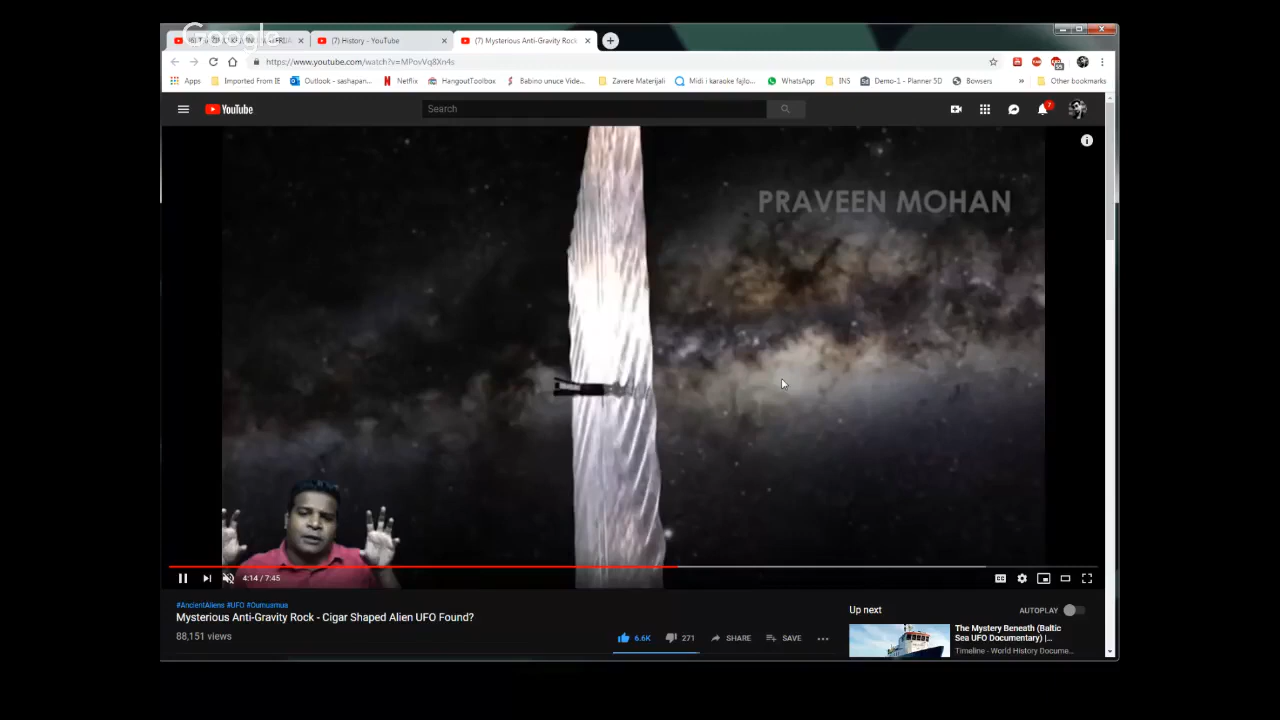 Google
(7) History - YouTube
(7) Mysterious Anti-Gravity Rock
https://www.youtube.com/watch?v=MPovVq8Xn4s
Apps Imported From IE Outlook - sashapan... Netflix HangoutToolbox Babino unuce Vide... Zavere Materijali Midi i karaoke fajlo... WhatsApp INS Demo-1 - Planner 5D Bowsers » Other bookmarks
YouTube
Search
7
PRAVEEN MOHAN
4:14 / 7:45
#AncientAliens #UFO #Oumuamua
Mysterious Anti-Gravity Rock - Cigar Shaped Alien UFO Found?
88,151 views
6.6K 271 SHARE SAVE
Up next AUTOPLAY
The Mystery Beneath (Baltic
Sea UFO Documentary) |...
Timeline - World History Docume...